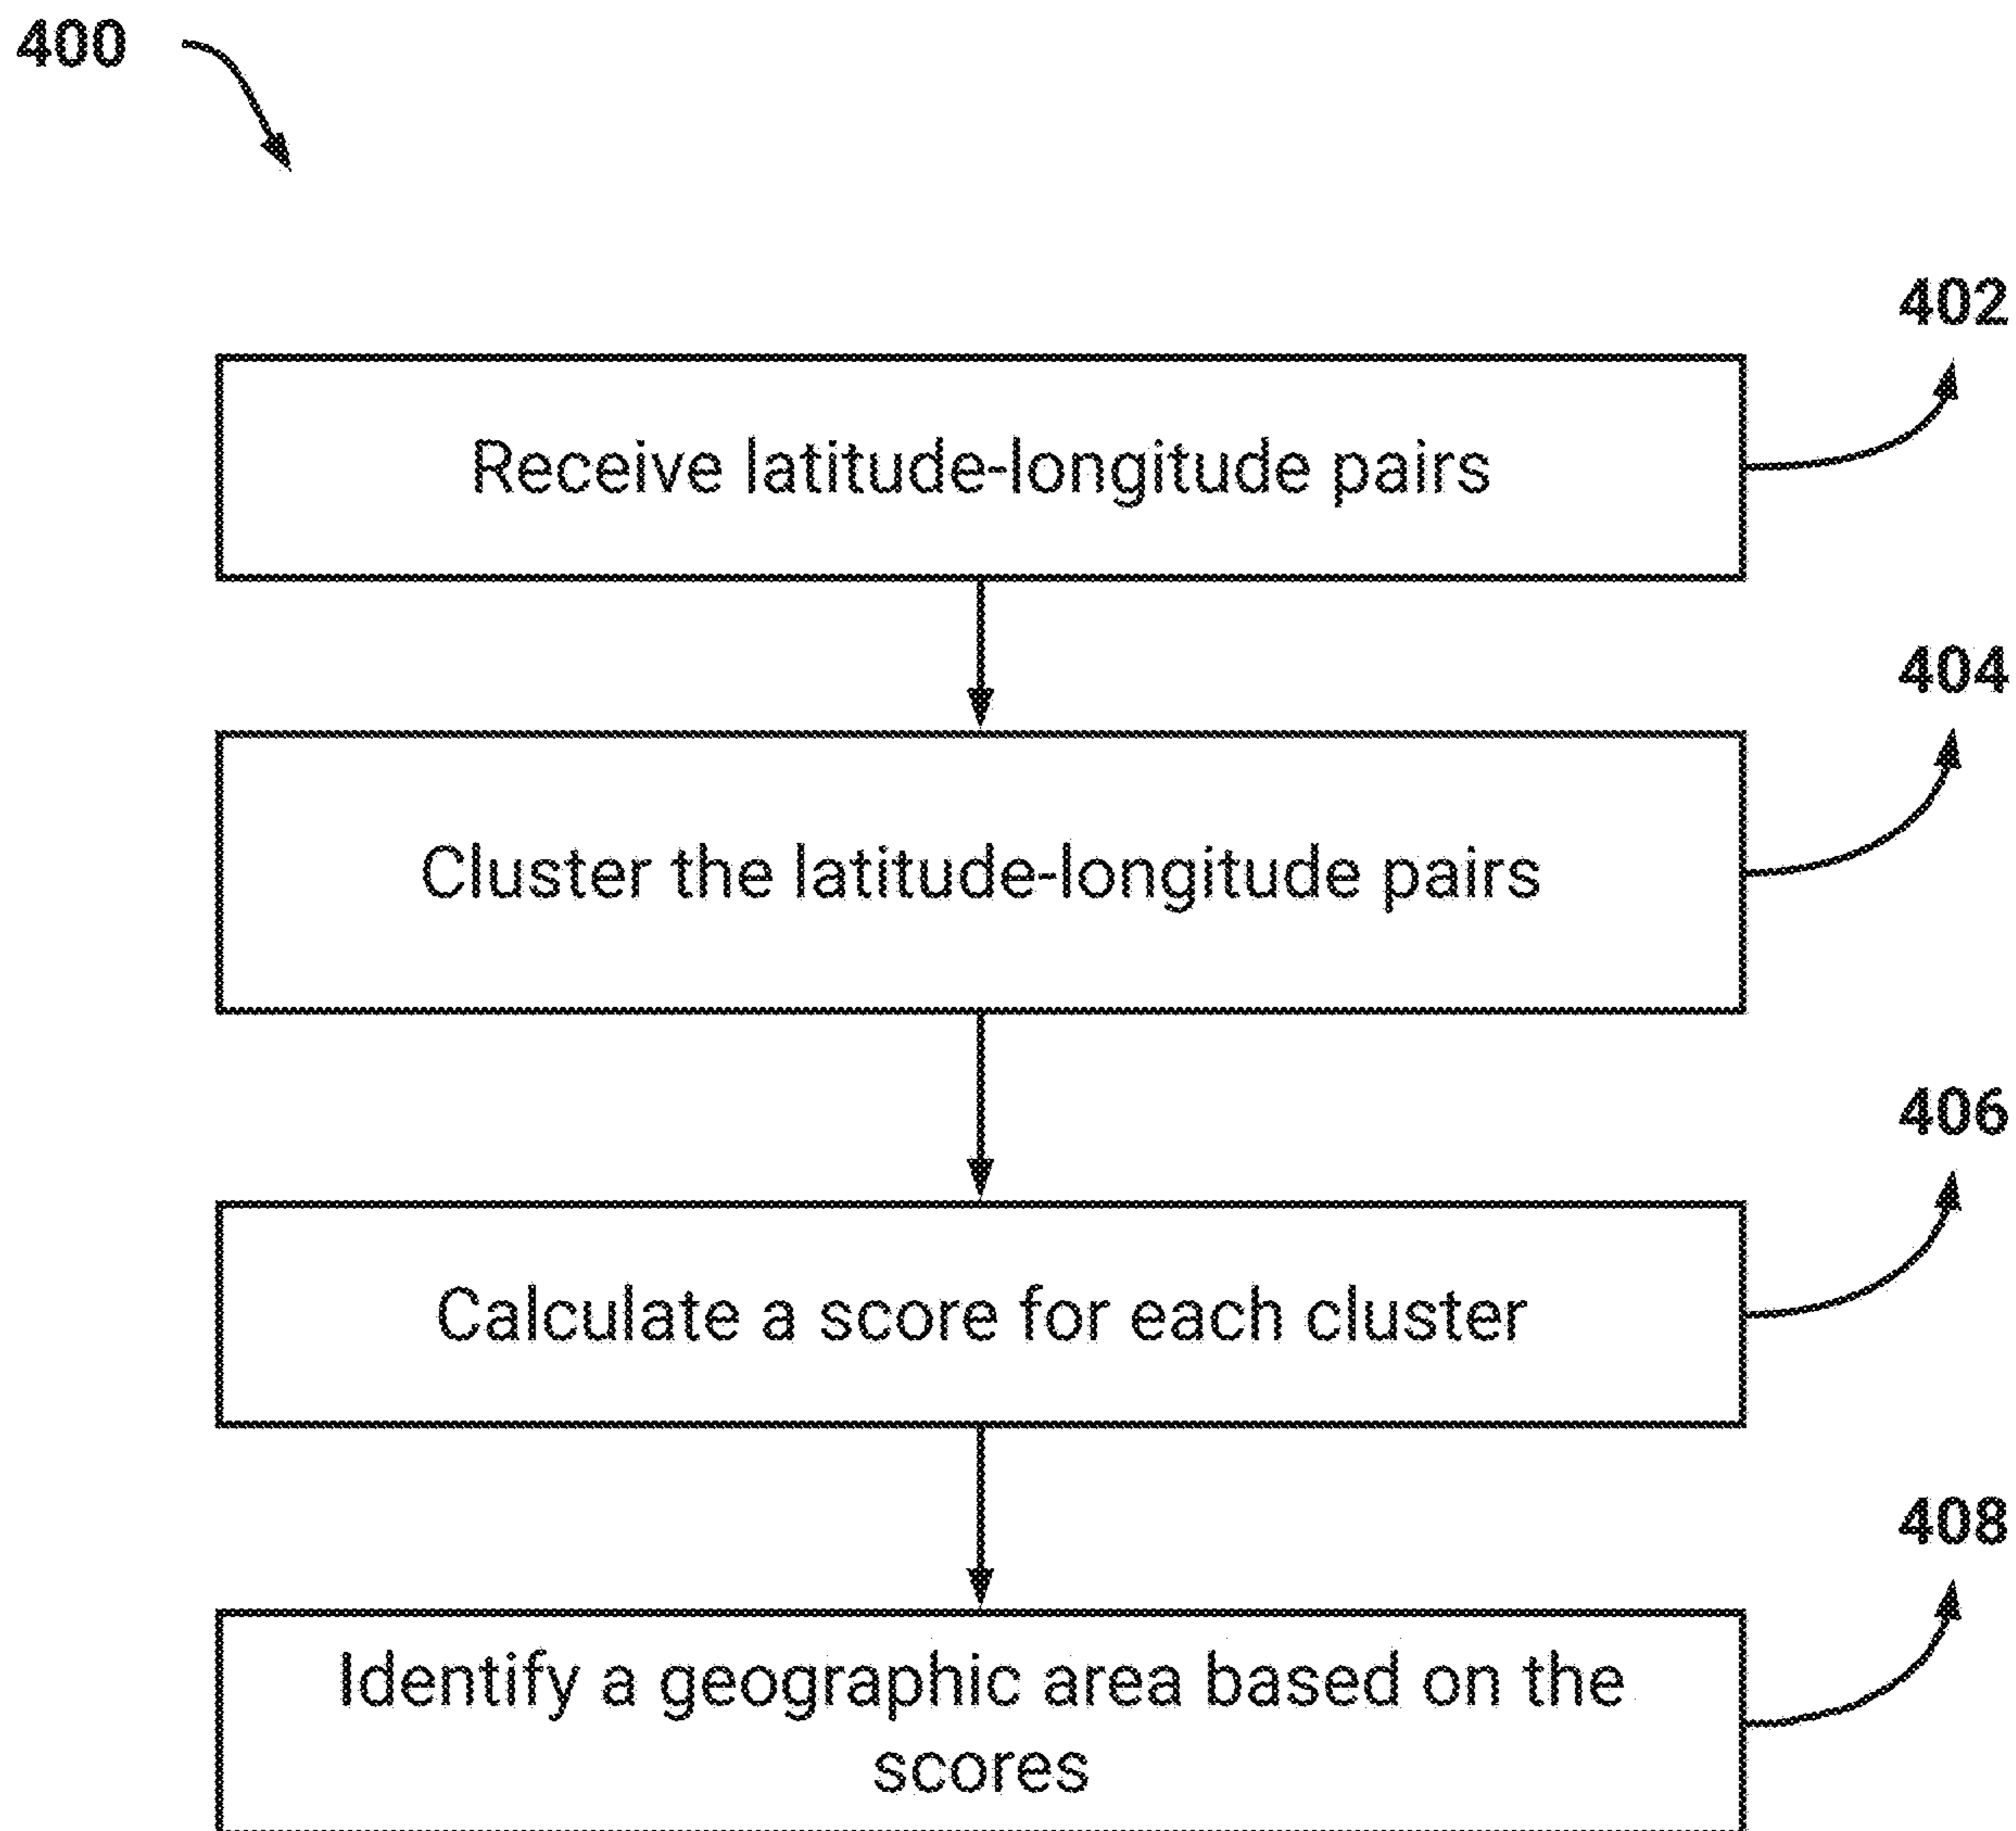 400
402
Receive latitude-longitude pairs
404
Cluster the latitude-longitude pairs
406
Calculate a score for each cluster
408
Identify a geographic area based on the
scores